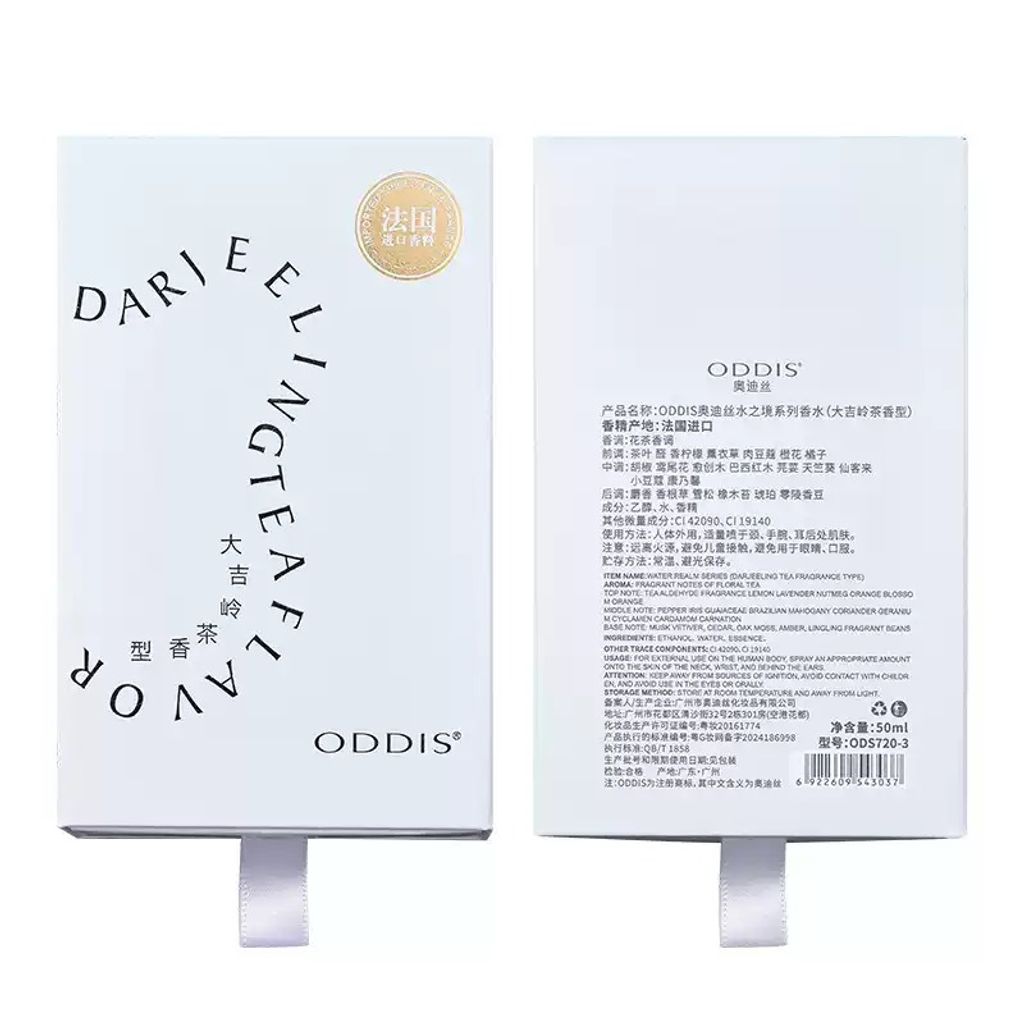 法国
进口香料
DARJEELINGTEAFLAVOR
大吉岭茶香型
ODDIS®
ODDIS®
奥迪丝
产品名称:ODDIS奥迪丝水之境系列香水(大吉岭茶香型)
香精产地:法国进口
香调:花茶香调
前调:茶叶 醛 香柠檬 薰衣草 肉豆蔻 橙花 橘子
中调:胡椒 鸢尾花 愈创木 巴西红木 芫荽 天竺葵 仙客来
小豆蔻 康乃馨
后调:麝香 香根草 雪松 橡木苔 琥珀 零陵香豆
成分:乙醇、水、香精
其他微量成分:CI 42090、CI 19140
使用方法:人体外用,适量喷于颈、手腕、耳后处肌肤。
注意:远离火源,避免儿童接触,避免用于眼睛、口服。
贮存方法:常温、避光保存。
ITEM NAME:WATER REALM SERIES (DARJEELING TEA FRAGRANCE TYPE)
AROMA: FRAGRANT NOTES OF FLORAL TEA
TOP NOTE: TEA ALDEHYDE FRAGRANCE LEMON LAVENDER NUTMEG ORANGE BLOSSO
M ORANGE
MIDDLE NOTE: PEPPER IRIS GUAIACEAE BRAZILIAN MAHOGANY CORIANDER GERANIU
M CYCLAMEN CARDAMOM CARNATION
BASE NOTE: MUSK VETIVER, CEDAR, OAK MOSS, AMBER, LINGLING FRAGRANT BEANS
INGREDIENTS: ETHANOL, WATER, ESSENCE.
OTHER TRACE COMPONENTS: CI 42090, CI 19140
USAGE: FOR EXTERNAL USE ON THE HUMAN BODY, SPRAY AN APPROPRIATE AMOUNT
ONTO THE SKIN OF THE NECK, WRIST, AND BEHIND THE EARS.
ATTENTION: KEEP AWAY FROM SOURCES OF IGNITION, AVOID CONTACT WITH CHILDR
EN, AND AVOID USE IN THE EYES OR ORALLY.
STORAGE METHOD: STORE AT ROOM TEMPERATURE AND AWAY FROM LIGHT.
备案人/生产企业:广州市奥迪丝化妆品有限公司
地址:广州市花都区清沙街32号2栋301房(空港花都)
化妆品生产许可证编号:粤妆20161774
产品执行的标准编号:粤G妆网备字2024186998
执行标准:QB/T 1858
生产批号和限期使用日期:见包装
检验:合格 产地:广东·广州
注:ODDIS为注册商标,其中文含义为奥迪丝
净含量:50ml
型号:ODS720-3
6 922609 543037